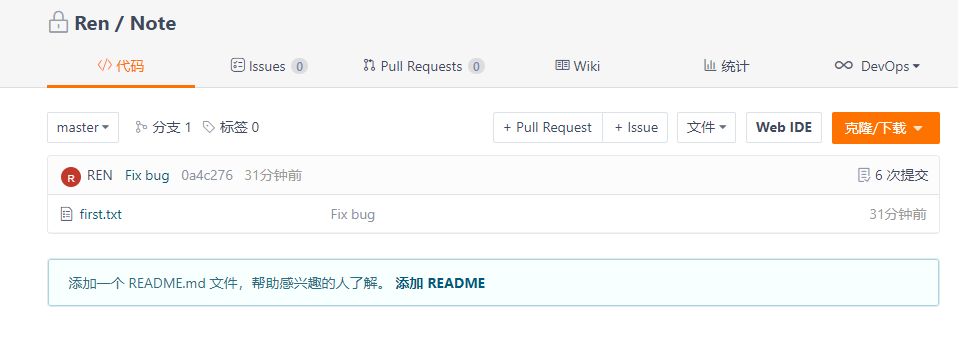 Ren / Note
代码 Issues 0 Pull Requests 0 Wiki 统计 DevOps
master 分支 1 标签 0 + Pull Request + Issue 文件 Web IDE 克隆/下载
R REN Fix bug 0a4c276 31分钟前 6 次提交
first.txt Fix bug 31分钟前
添加一个 README.md 文件，帮助感兴趣的人了解。 添加 README